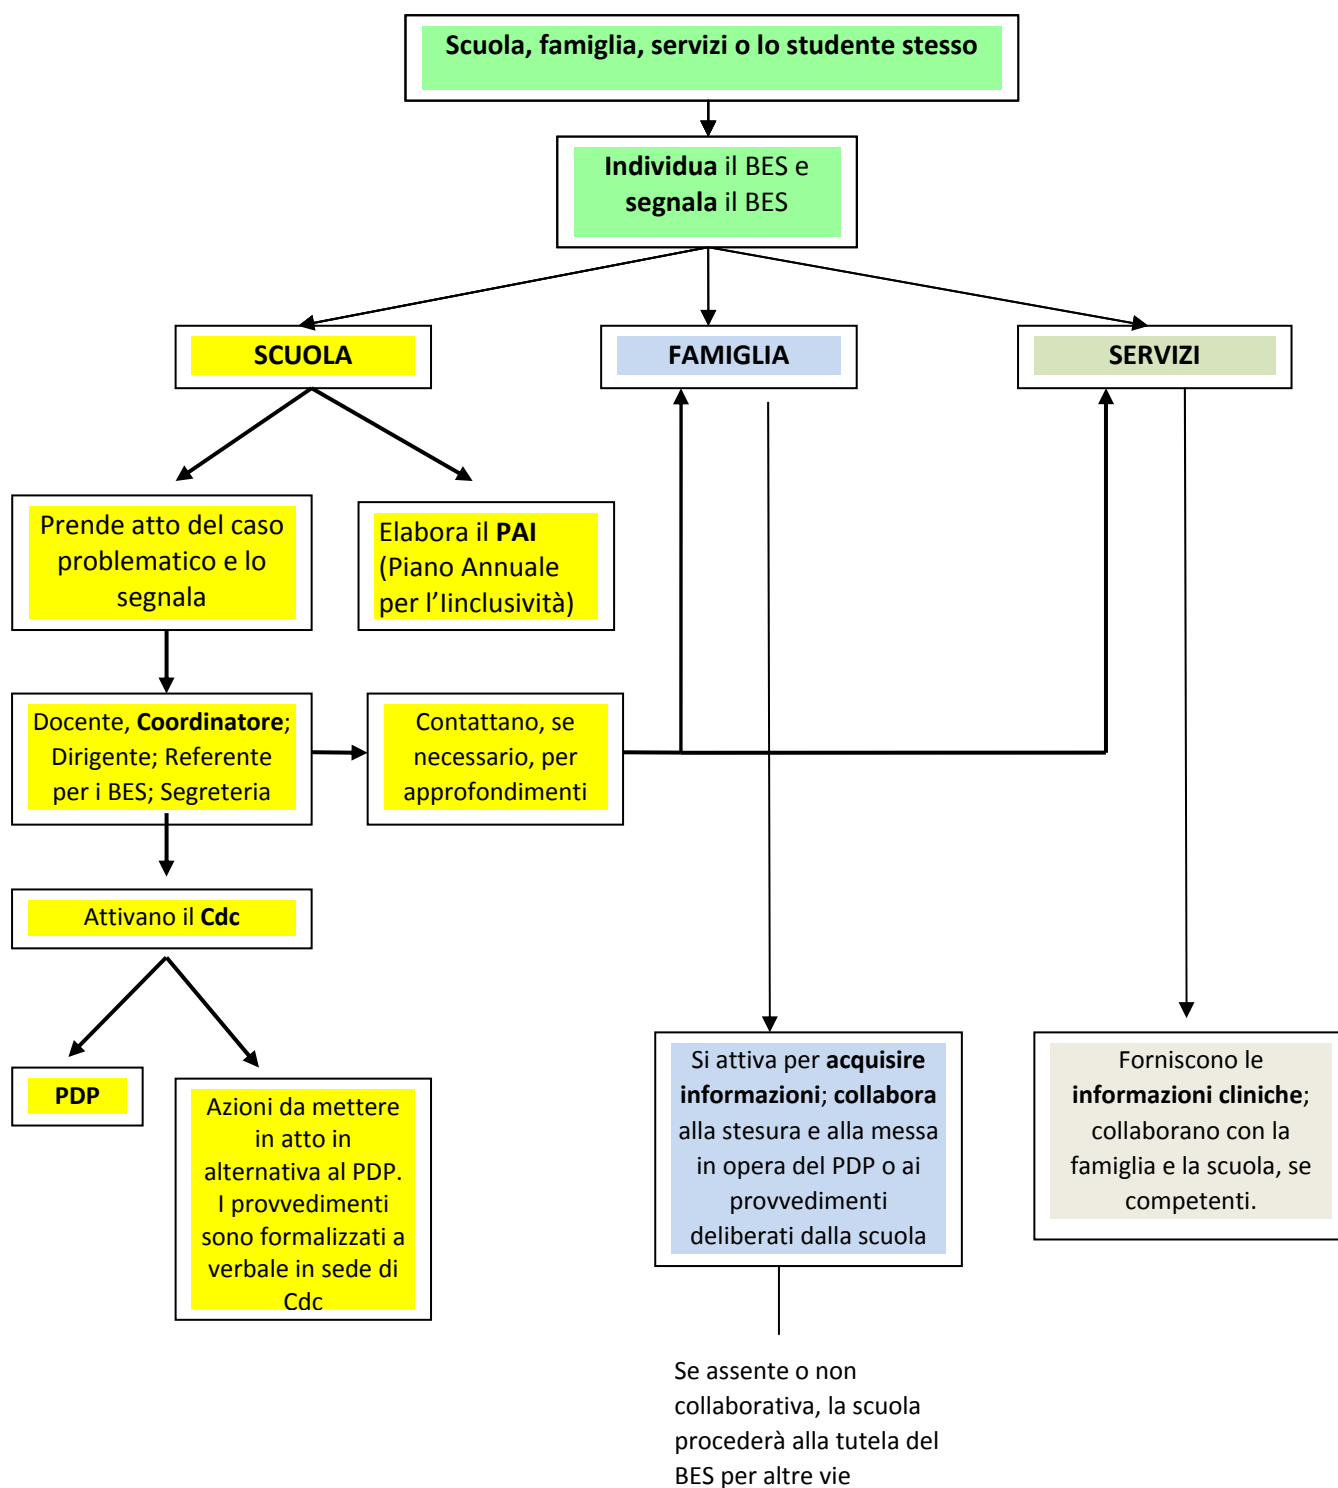 Scuola, famiglia, servizi o lo studente stesso
Individua il BES e
segnala il BES
SCUOLA
FAMIGLIA
SERVIZI
Prende atto del caso
problematico e lo
segnala
Elabora il PAI
(Piano Annuale
per l'Iinclusività)
Docente, Coordinatore;
Dirigente; Referente
per i BES; Segreteria
Contattano, se
necessario, per
approfondimenti
Attivano il Cdc
PDP
Azioni da mettere
in atto in
alternativa al PDP.
I provvedimenti
sono formalizzati a
verbale in sede di
Cdc
Si attiva per acquisire
informazioni; collabora
alla stesura e alla messa
in opera del PDP o ai
provvedimenti
deliberati dalla scuola
Forniscono le
informazioni cliniche;
collaborano con la
famiglia e la scuola, se
competenti.
Se assente o non
collaborativa, la scuola
procederà alla tutela del
BES per altre vie